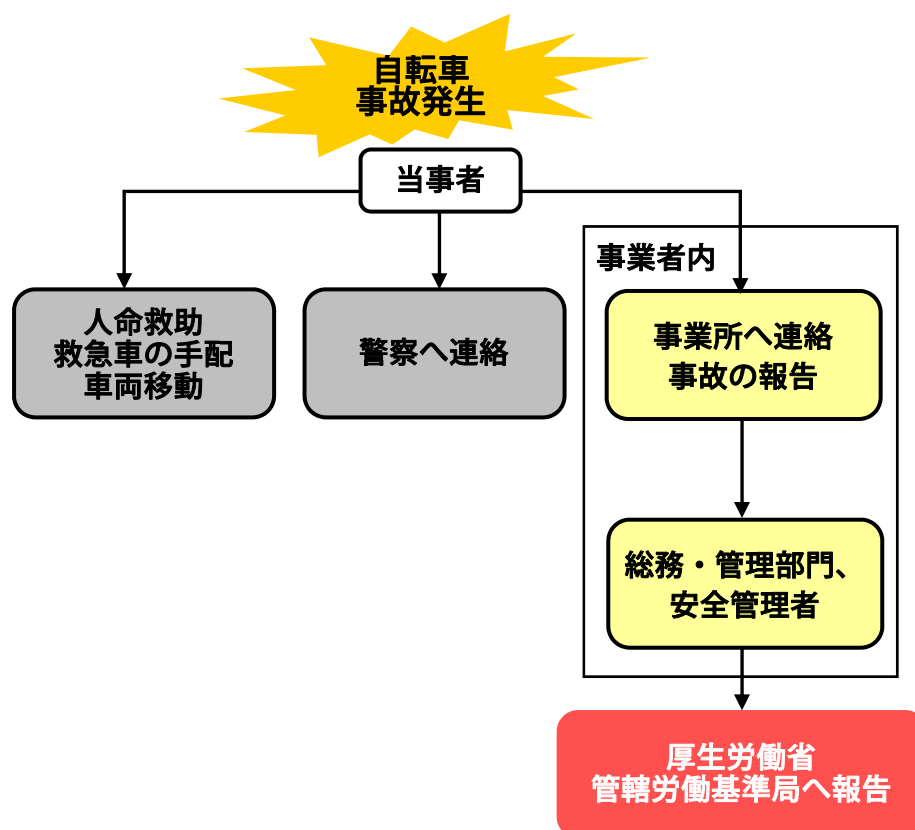 自転車
事故発生
当事者
事業者内
人命救助
救急車の手配
車両移動
警察へ連絡
事業所へ連絡
事故の報告
総務・管理部門、
安全管理者
厚生労働省
管轄労働基準局へ報告